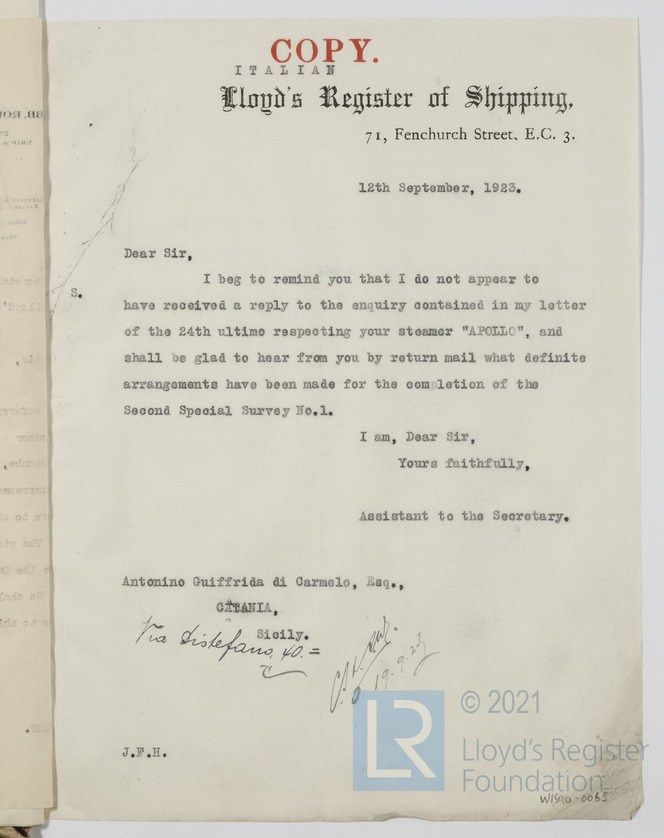 COPY.
ITALIAN
Lloyd's Register of Shipping,
71, Fenchurch Street, E.C. 3.
12th September, 1923.
Dear Sir,
I beg to remind you that I do not appear to
S.
have received a reply to the enquiry contained in my letter
of the 24th ultimo respecting your steamer "APOLLO", and
shall be glad to hear from you by return mail what definite
arrangements have been made for the completion of the
Second Special Survey No.1.
I am, Dear Sir,
Yours faithfully,
Assistant to the Secretary.
Antonino Guiffrida di Carmelo, Esq.,
CATANIA,
Sicily.
Via Distefano, 40. =
19.9.23
J.F.H.
LR
© 2021
Lloyd's Register
Foundation
W1590-0065